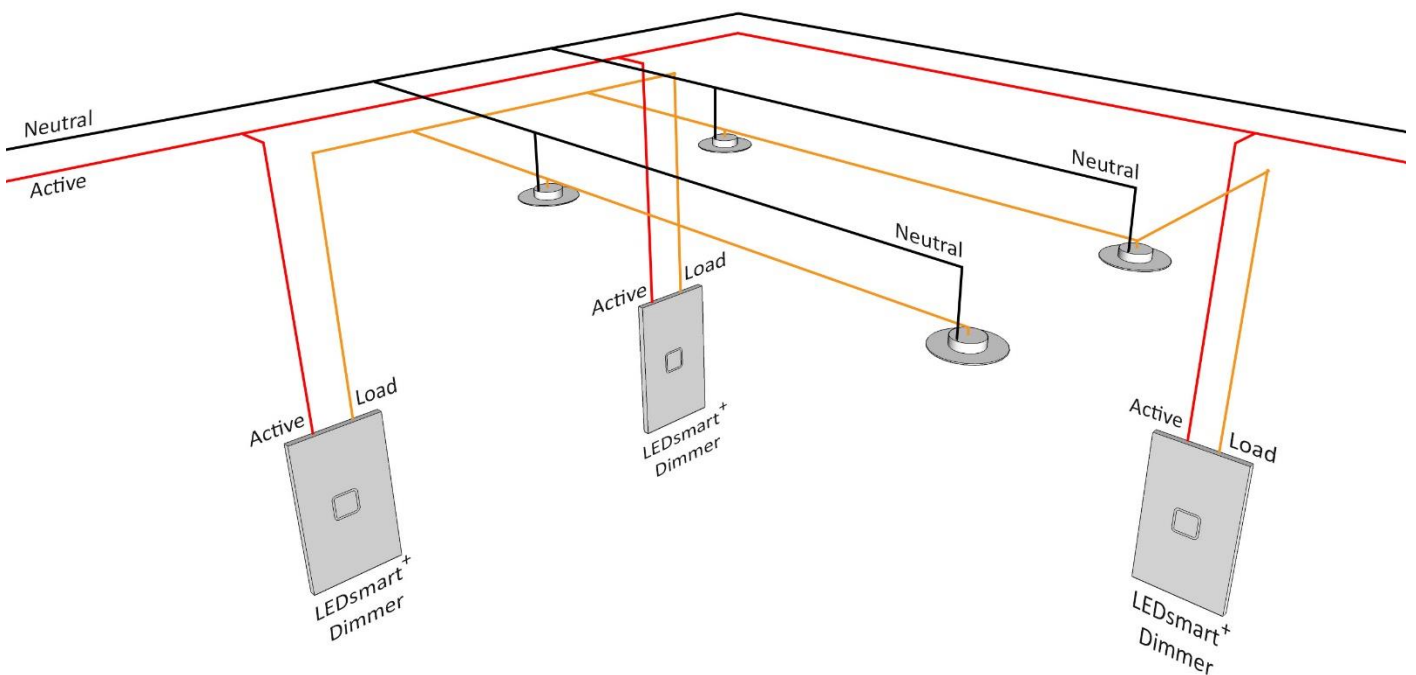 Neutral
Active
Neutral
Neutral
Active
Load
LEDsmart+
Dimmer
Active
Load
LEDsmart+
Dimmer
Active
Load
LEDsmart+
Dimmer